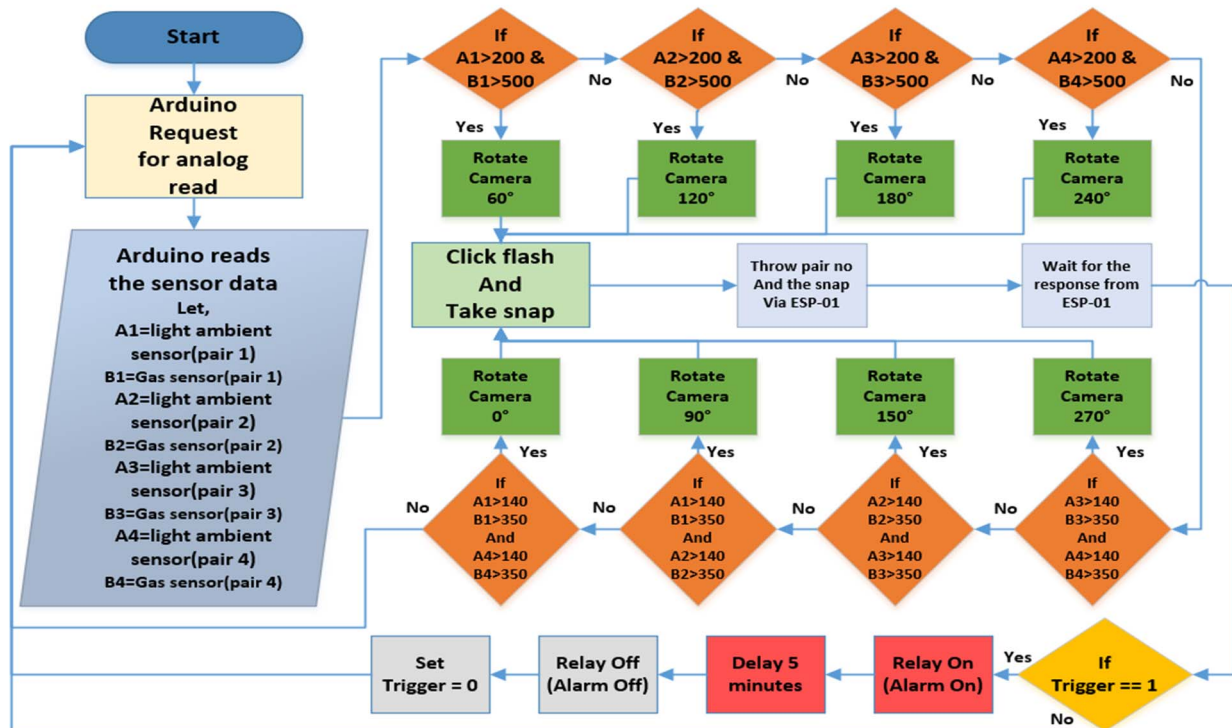 Start
Arduino
Request
for analog
read
Arduino reads
the sensor data
Let,
A1=light ambient
sensor(pair 1)
B1=Gas sensor(pair 1)
A2=light ambient
sensor(pair 2)
B2=Gas sensor(pair 2)
A3=light ambient
sensor(pair 3)
B3=Gas sensor(pair 3)
A4=light ambient
sensor(pair 4)
B4=Gas sensor(pair 4)
If
A1>200 &
B1>500
No
Yes
If
A2>200 &
B2>500
No
Yes
If
A3>200 &
B3>500
No
Yes
If
A4>200 &
B4>500
No
Yes
Rotate
Camera
60°
Rotate
Camera
120°
Rotate
Camera
180°
Rotate
Camera
240°
Click flash
And
Take snap
Throw pair no
And the snap
Via ESP-01
Wait for the
response from
ESP-01
Rotate
Camera
0°
Rotate
Camera
90°
Rotate
Camera
150°
Rotate
Camera
270°
Yes
Yes
Yes
Yes
No
If
A1>140
B1>350
And
A4>140
B4>350
No
If
A1>140
B1>350
And
A2>140
B2>350
No
If
A2>140
B2>350
And
A3>140
B3>350
No
If
A3>140
B3>350
And
A4>140
B4>350
Set
Trigger = 0
Relay Off
(Alarm Off)
Delay 5
minutes
Relay On
(Alarm On)
Yes
If
Trigger == 1
No